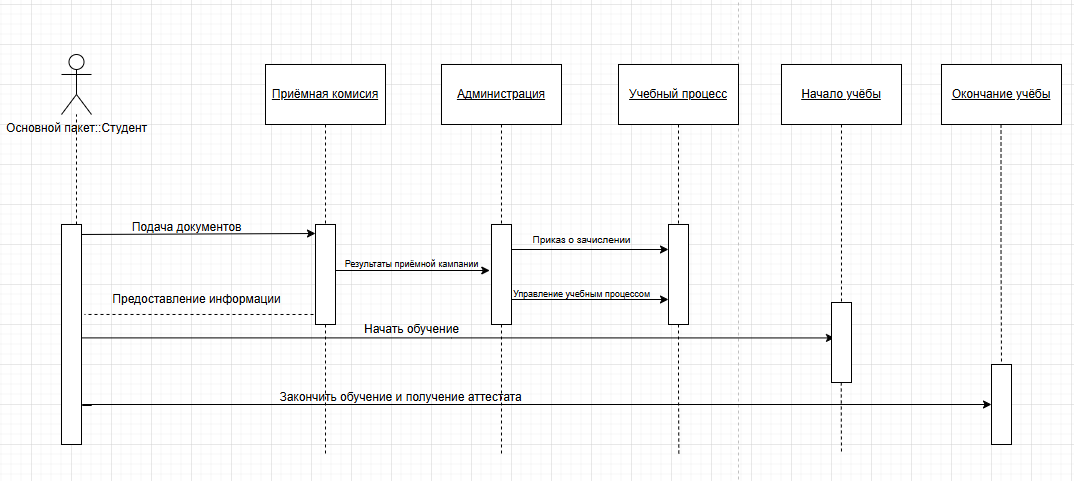 Приёмная комисия
Администрация
Учебный процесс
Начало учёбы
Окончание учёбы
Основной пакет::Студент
Подача документов
Приказ о зачислении
Результаты приёмной кампании
Управление учебным процессом
Предоставление информации
Начать обучение
Закончить обучение и получение аттестата